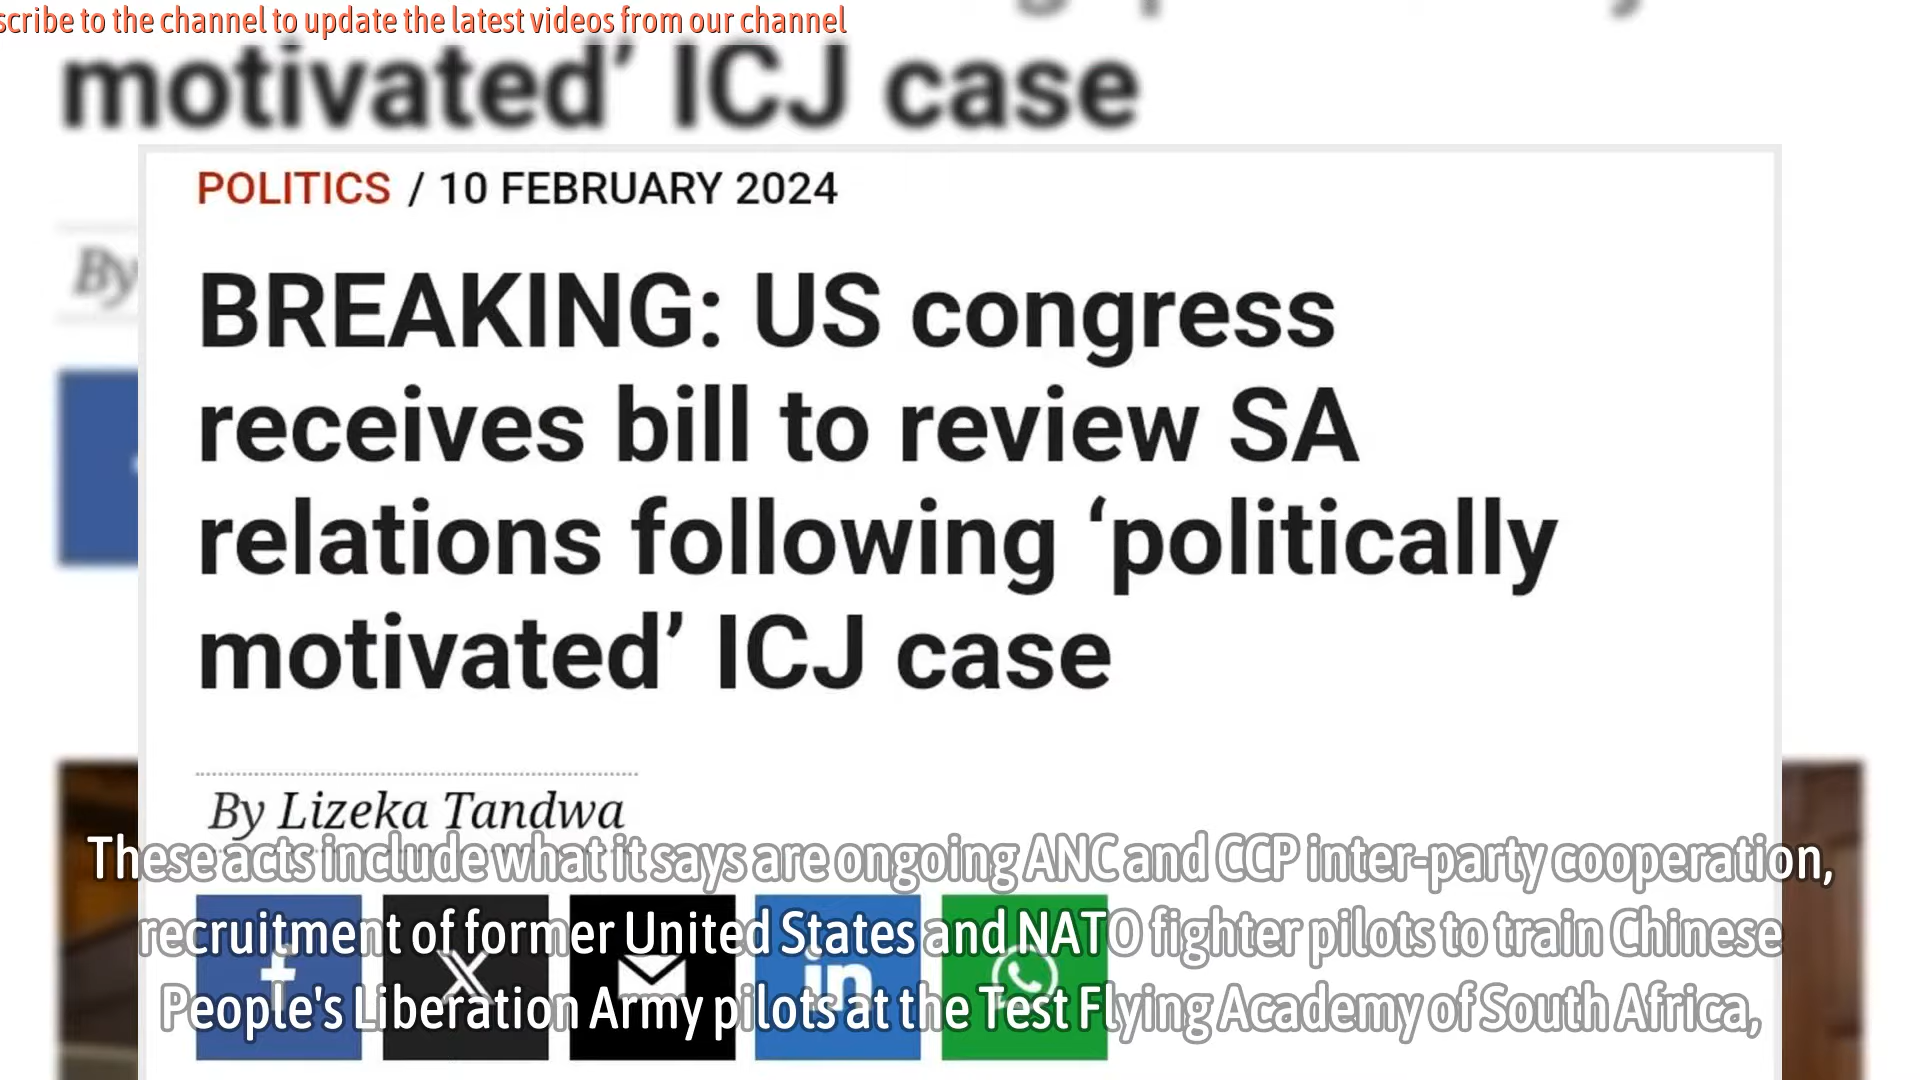 scribe to the channel to update the latest videos from our channel
motivated’ ICJ case
POLITICS / 10 FEBRUARY 2024
By
BREAKING: US congress
receives bill to review SA
relations following ‘politically
motivated’ ICJ case
By Lizeka Tandwa
These acts include what it says are ongoing ANC and CCP inter-party cooperation,
recruitment of former United States and NATO fighter pilots to train Chinese
People's Liberation Army pilots at the Test Flying Academy of South Africa,
f
X
in